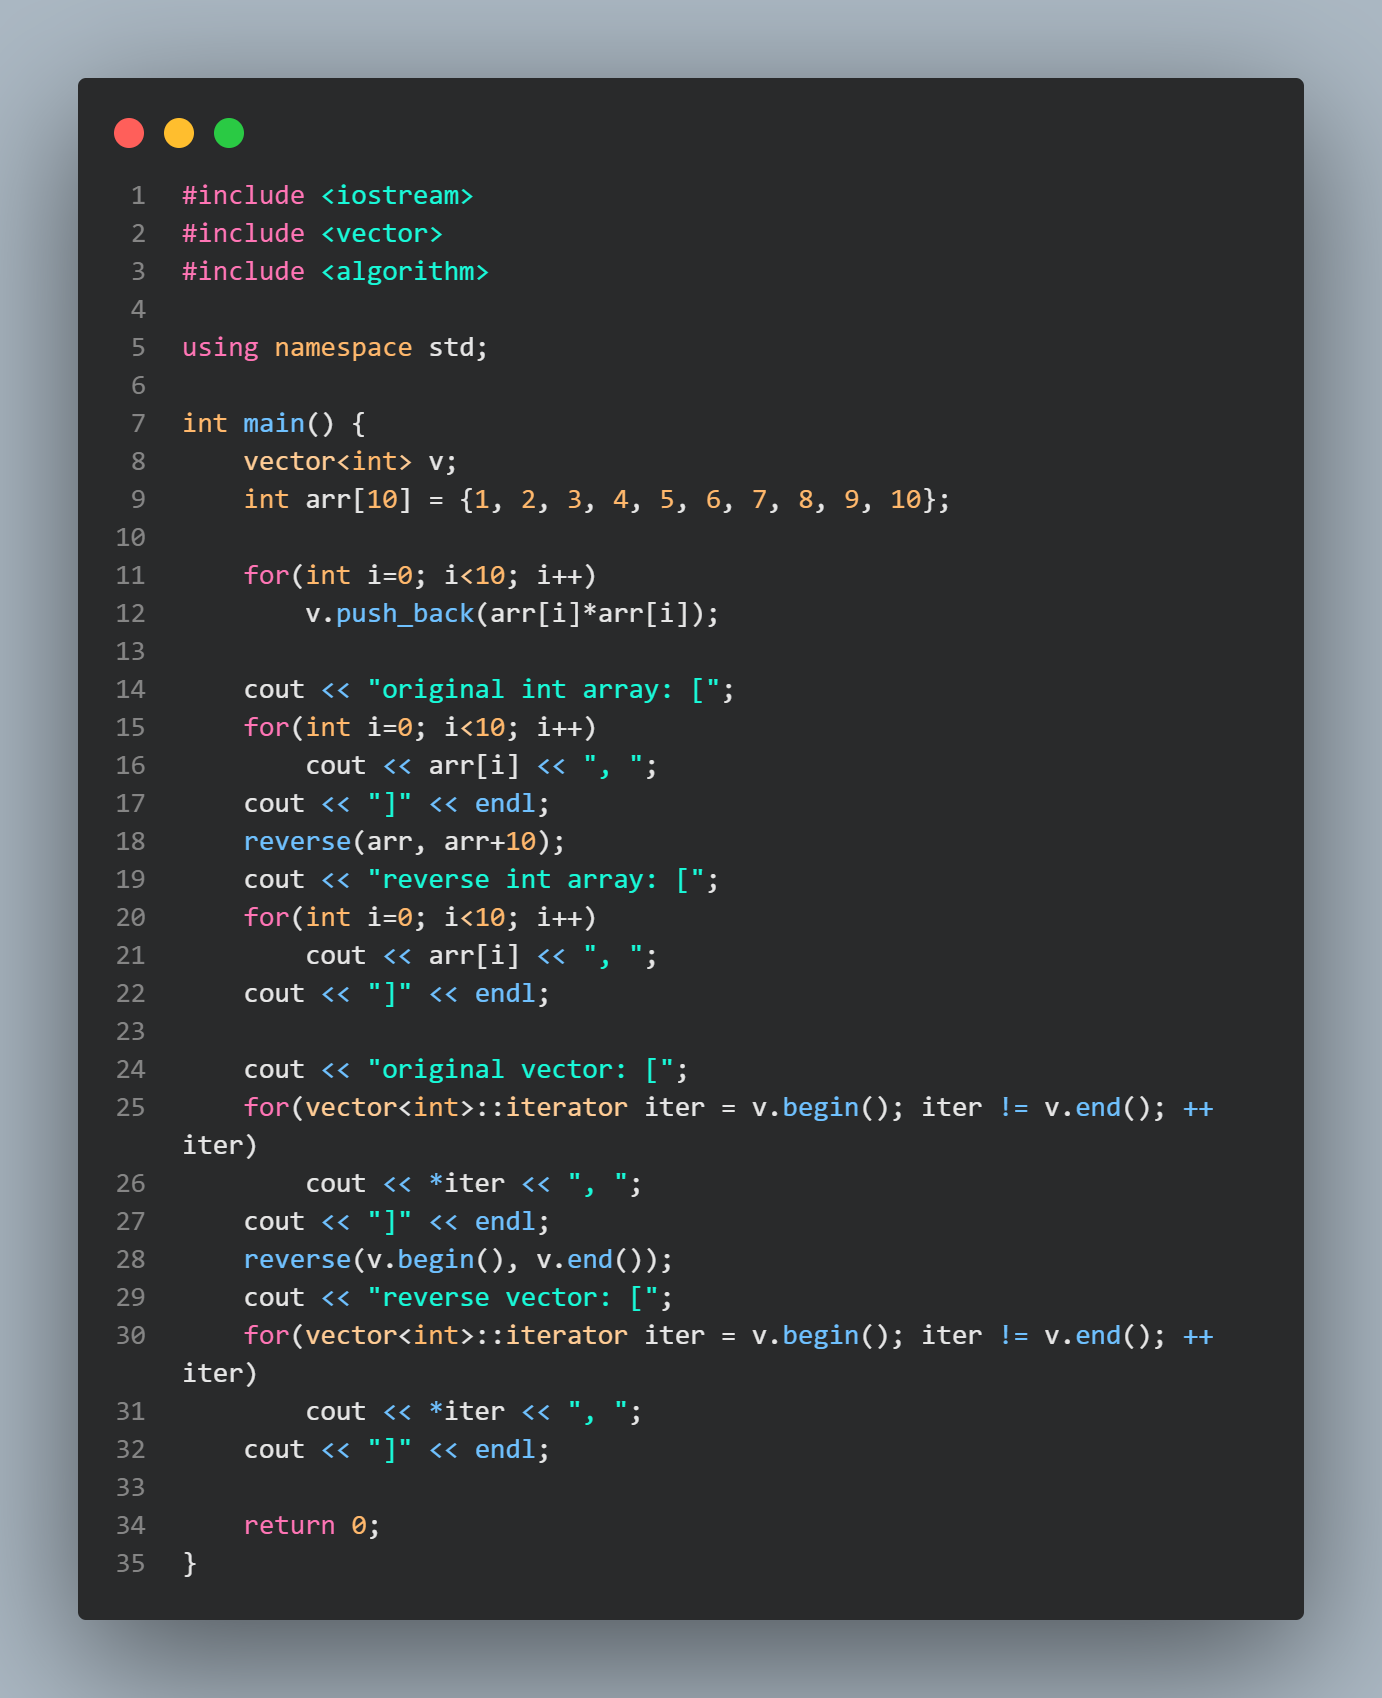 1 #include <iostream>
2 #include <vector>
3 #include <algorithm>
4
5 using namespace std;
6
7 int main() {
8     vector<int> v;
9     int arr[10] = {1, 2, 3, 4, 5, 6, 7, 8, 9, 10};
10
11     for(int i=0; i<10; i++)
12         v.push_back(arr[i]*arr[i]);
13
14     cout << "original int array: [";
15     for(int i=0; i<10; i++)
16         cout << arr[i] << ", ";
17     cout << "]" << endl;
18     reverse(arr, arr+10);
19     cout << "reverse int array: [";
20     for(int i=0; i<10; i++)
21         cout << arr[i] << ", ";
22     cout << "]" << endl;
23
24     cout << "original vector: [";
25     for(vector<int>::iterator iter = v.begin(); iter != v.end(); ++
iter)
26         cout << *iter << ", ";
27     cout << "]" << endl;
28     reverse(v.begin(), v.end());
29     cout << "reverse vector: [";
30     for(vector<int>::iterator iter = v.begin(); iter != v.end(); ++
iter)
31         cout << *iter << ", ";
32     cout << "]" << endl;
33
34     return 0;
35 }